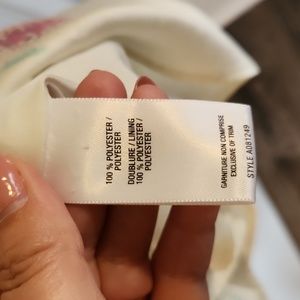 100 % POLYESTER /
POLYESTER
DOUBLURE / LINING
100 % POLYESTER /
POLYESTER
GARNITURE NON COMPRISE
EXCLUSIVE OF TRIM
STYLE A081249